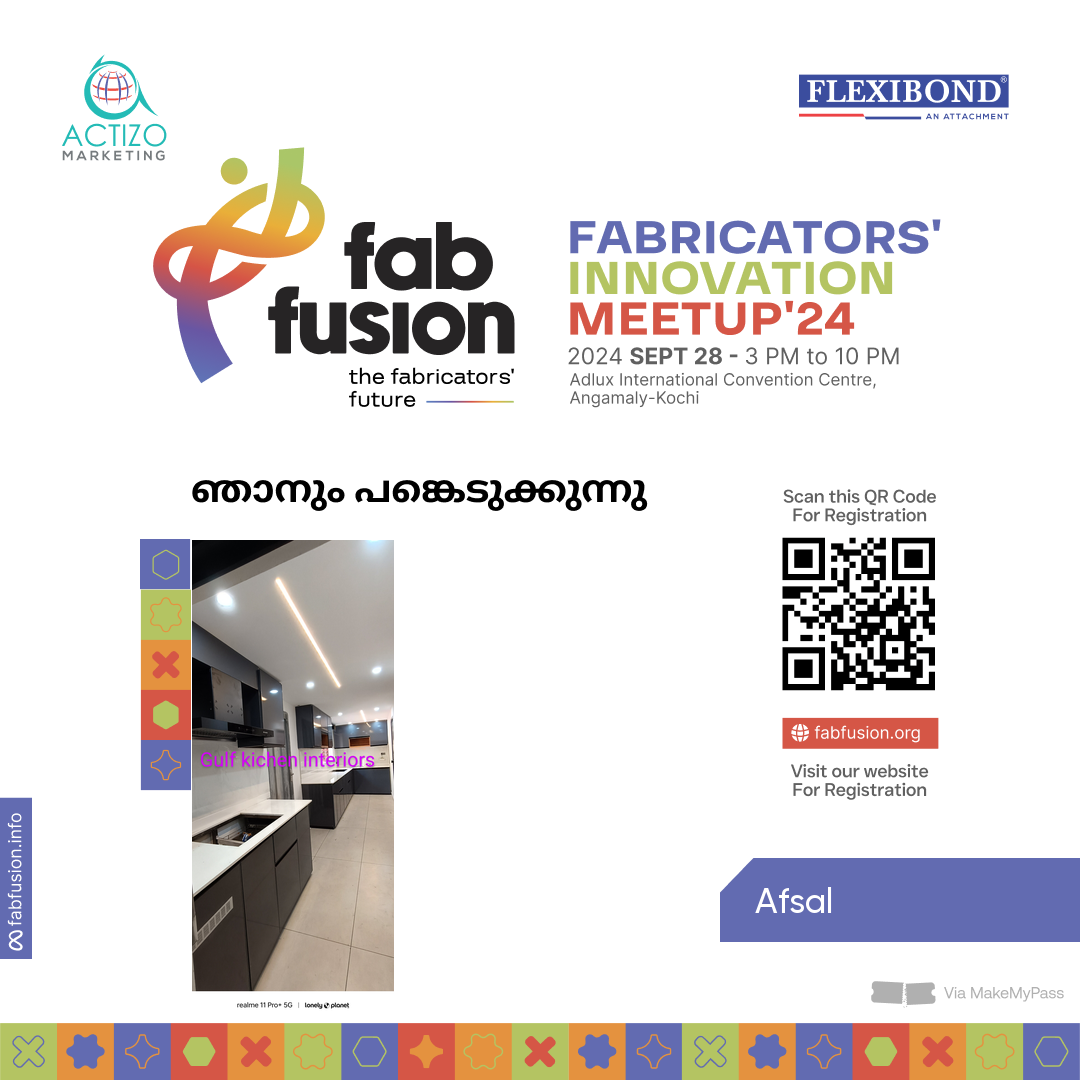 ACTIZO
MARKETING
FLEXIBOND®
AN ATTACHMENT
fab
fusion
the fabricators'
future
FABRICATORS'
INNOVATION
MEETUP'24
2024 SEPT 28 - 3 PM to 10 PM
Adlux International Convention Centre,
Angamaly-Kochi
ഞാനും പങ്കെടുക്കുന്നു
Scan this QR Code
For Registration
fabfusion.org
Visit our website
For Registration
Gulf kichen interiors
fabfusion.info
Afsal
realme 11 Pro+ 5G | lonely planet
Via MakeMyPass